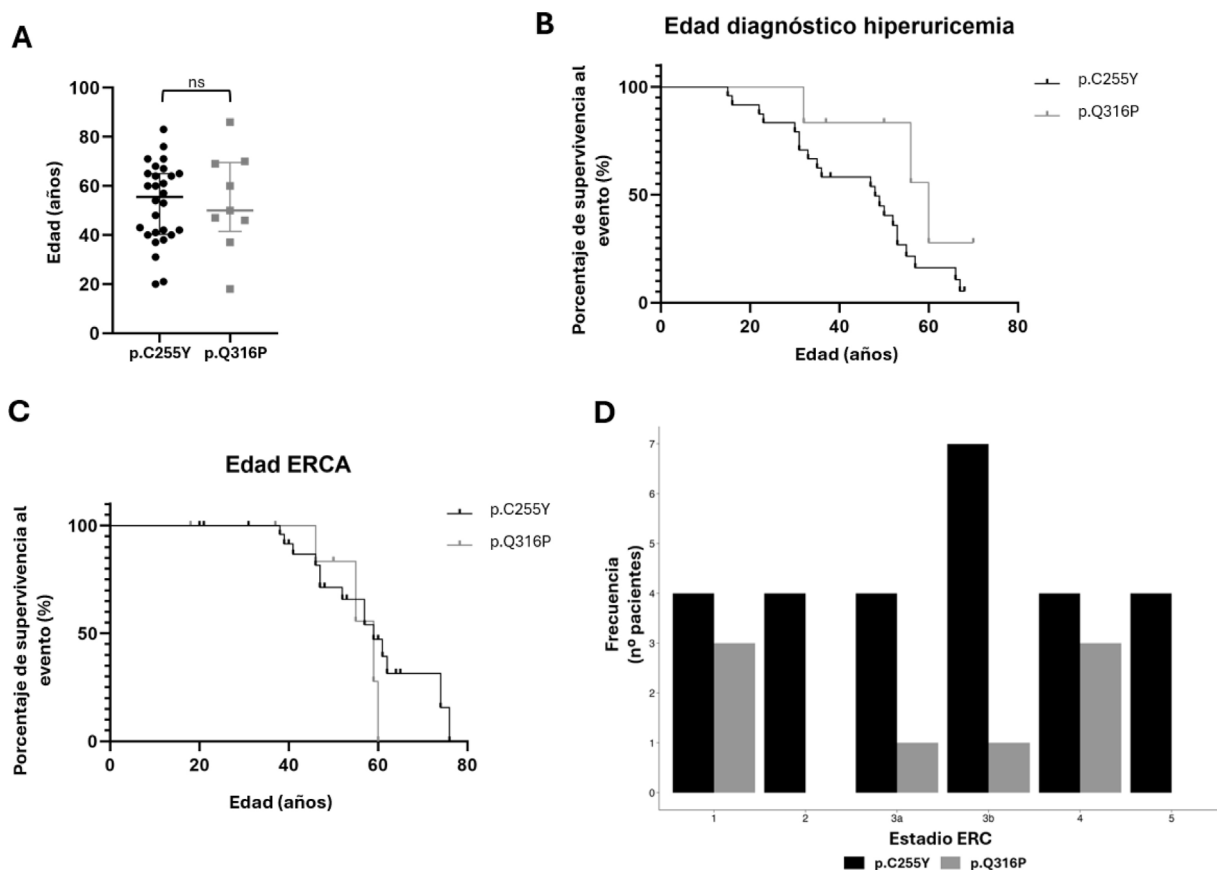 A
ns
100
80
60
40
20
0
Edad (años)
p.C255Y p.Q316P
B
Edad diagnóstico hiperuricemia
Porcentaje de supervivencia al
evento (%)
100
50
0
0 20 40 60 80
Edad (años)
p.C255Y
p.Q316P
C
Edad ERCA
Porcentaje de supervivencia al
evento (%)
100
50
0
0 20 40 60 80
Edad (años)
p.C255Y
p.Q316P
D
Frecuencia
(nº pacientes)
7
6
5
4
3
2
1
0
1 2 3a 3b 4 5
Estadio ERC
p.C255Y p.Q316P